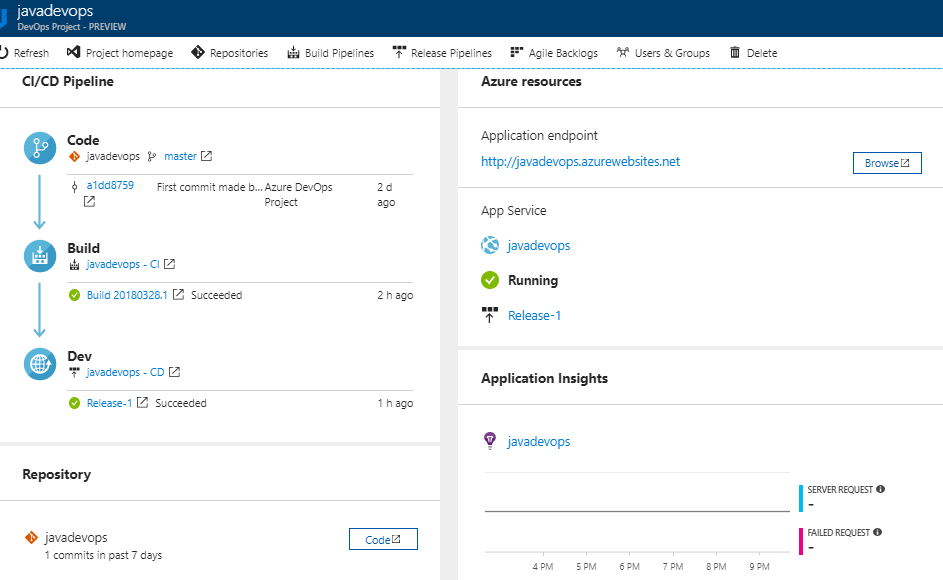 javadevops
DevOps Project - PREVIEW
Refresh Project homepage Repositories Build Pipelines Release Pipelines Agile Backlogs Users & Groups Delete
CI/CD Pipeline
Code
javadevops master
a1dd8759 First commit made b... Azure DevOps Project 2 d ago
Build
javadevops - CI
Build 20180328.1 Succeeded 2 h ago
Dev
javadevops - CD
Release-1 Succeeded 1 h ago
Repository
javadevops
1 commits in past 7 days
Code
Azure resources
Application endpoint
http://javadevops.azurewebsites.net
Browse
App Service
javadevops
Running
Release-1
Application Insights
javadevops
SERVER REQUEST
--
FAILED REQUEST
--
4 PM 5 PM 6 PM 7 PM 8 PM 9 PM